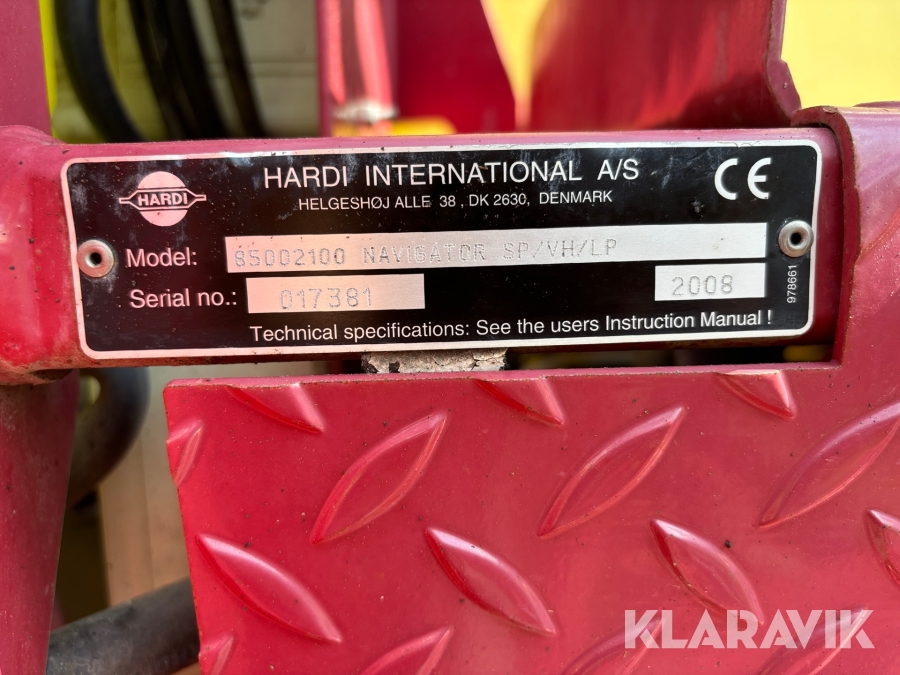 HARDI
HARDI INTERNATIONAL A/S
HELGESHØJ ALLE 38, DK 2630, DENMARK
CE
Model: 85002100 NAVIGATOR SP/VH/LP
Serial no.: 017381 2008
Technical specifications: See the users Instruction Manual !
978661
KLARAVIK